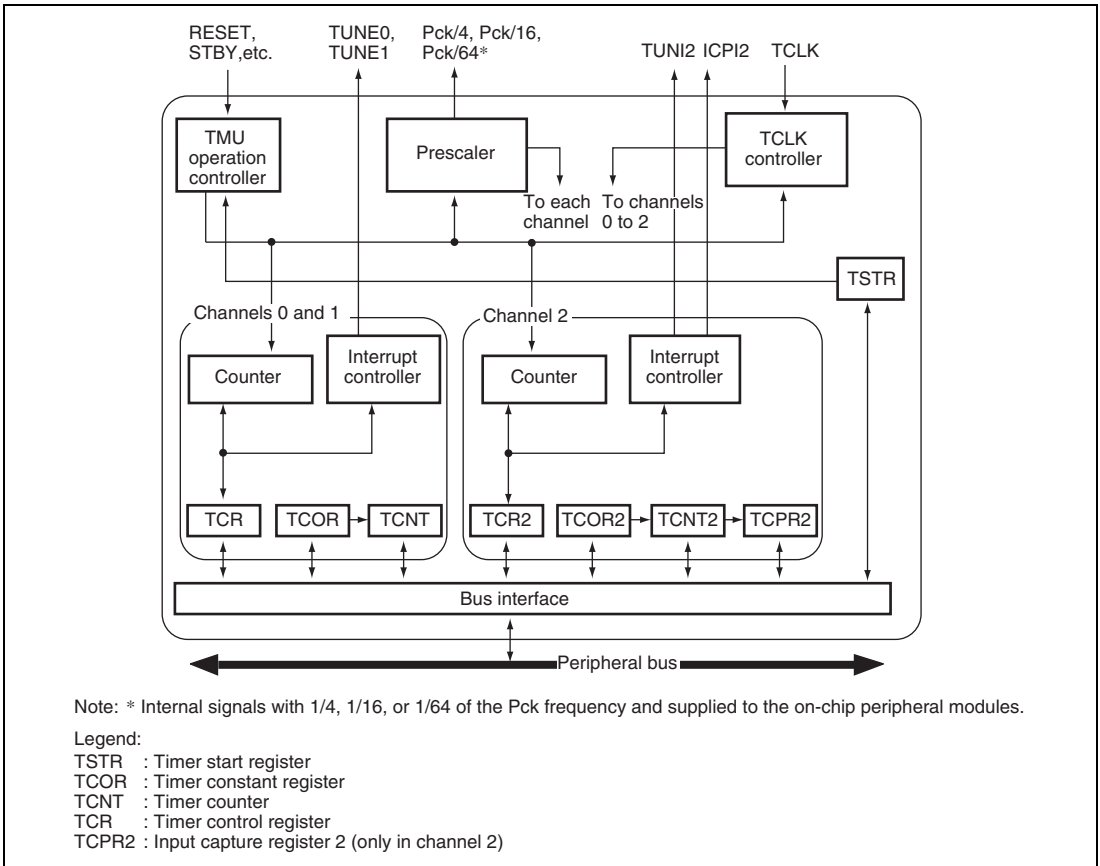 RESET,
STBY,etc.
TUNE0,
TUNE1
Pck/4, Pck/16,
Pck/64*
TUNI2 ICPI2
TCLK
TMU
operation
controller
Prescaler
TCLK
controller
To each
channel
To channels
0 to 2
TSTR
Channels 0 and 1
Channel 2
Counter
Interrupt
controller
Counter
Interrupt
controller
TCR
TCOR
TCNT
TCR2
TCOR2
TCNT2
TCPR2
Bus interface
Peripheral bus
Note: * Internal signals with 1/4, 1/16, or 1/64 of the Pck frequency and supplied to the on-chip peripheral modules.
Legend:
TSTR : Timer start register
TCOR : Timer constant register
TCNT : Timer counter
TCR : Timer control register
TCPR2 : Input capture register 2 (only in channel 2)